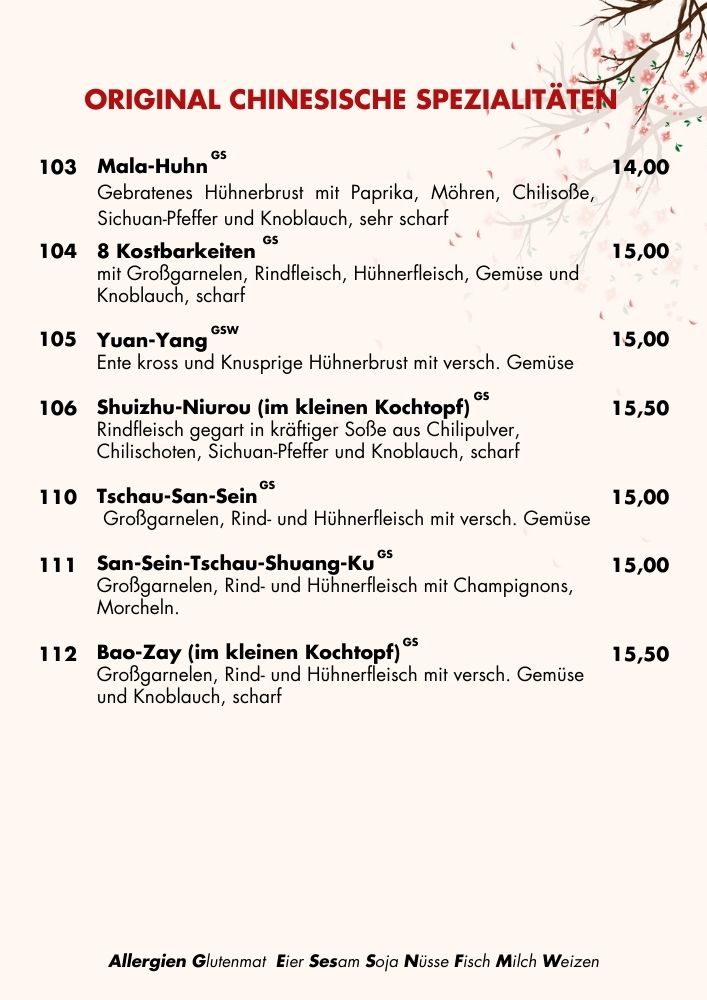 ORIGINAL CHINESISCHE SPEZIALITÄTEN
103 Mala-Huhn GS 14,00
Gebratenes Hühnerbrust mit Paprika, Möhren, Chilisoße,
Sichuan-Pfeffer und Knoblauch, sehr scharf
104 8 Kostbarkeiten GS 15,00
mit Großgarnelen, Rindfleisch, Hühnerfleisch, Gemüse und
Knoblauch, scharf
105 Yuan-Yang GSW 15,00
Ente kross und Knusprige Hühnerbrust mit versch. Gemüse
106 Shuizhu-Niurou (im kleinen Kochtopf) GS 15,50
Rindfleisch gegart in kräftiger Soße aus Chilipulver,
Chilischoten, Sichuan-Pfeffer und Knoblauch, scharf
110 Tschau-San-Sein GS 15,00
Großgarnelen, Rind- und Hühnerfleisch mit versch. Gemüse
111 San-Sein-Tschau-Shuang-Ku GS 15,00
Großgarnelen, Rind- und Hühnerfleisch mit Champignons,
Morcheln.
112 Bao-Zay (im kleinen Kochtopf) GS 15,50
Großgarnelen, Rind- und Hühnerfleisch mit versch. Gemüse
und Knoblauch, scharf
Allergien Glutenmat Eier Sesam Soja Nüsse Fisch Milch Weizen